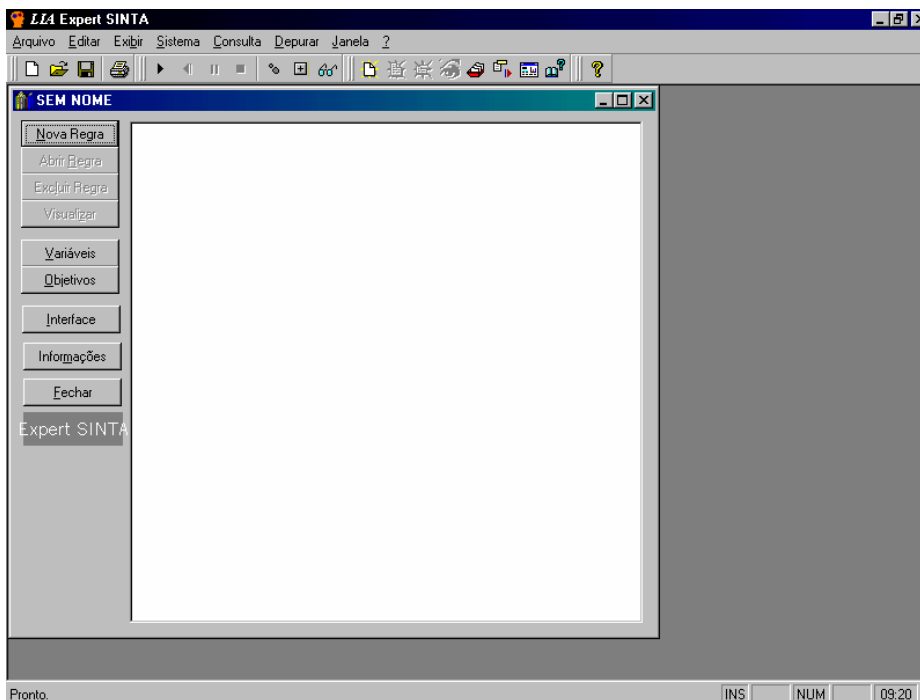 LIA Expert SINTA
Arquivo Editar Exibir Sistema Consulta Depurar Janela ?
SEM NOME
Nova Regra
Abrir Regra
Excluir Regra
Visualizar
Variáveis
Objetivos
Interface
Informações
Fechar
Expert SINTA
Pronto. INS NUM 09:20